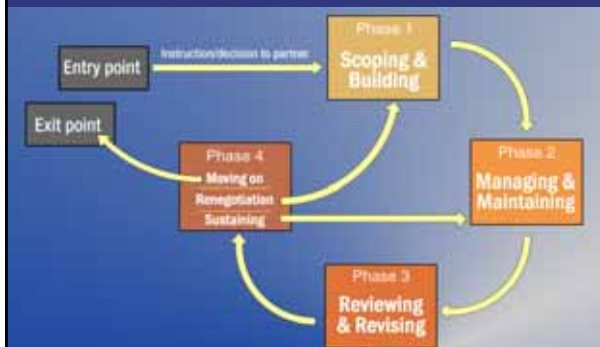 Phase 1
Scoping &
Building
Instruction/decision to partner
Entry point
Exit point
Phase 2
Managing &
Maintaining
Phase 4
Moving on
Renegotiation
Sustaining
Phase 3
Reviewing
& Revising